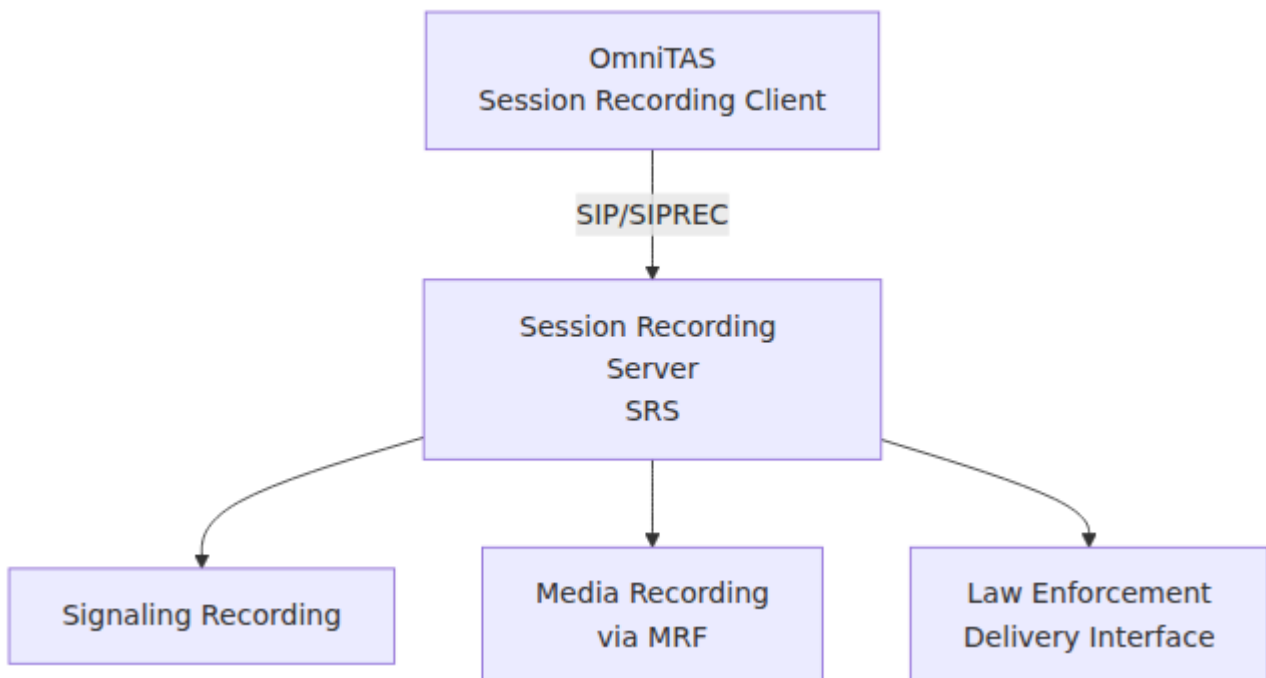 OmniTAS
Session Recording Client
SIP/SIPREC
Session Recording
Server
SRS
Signaling Recording
Media Recording
via MRF
Law Enforcement
Delivery Interface